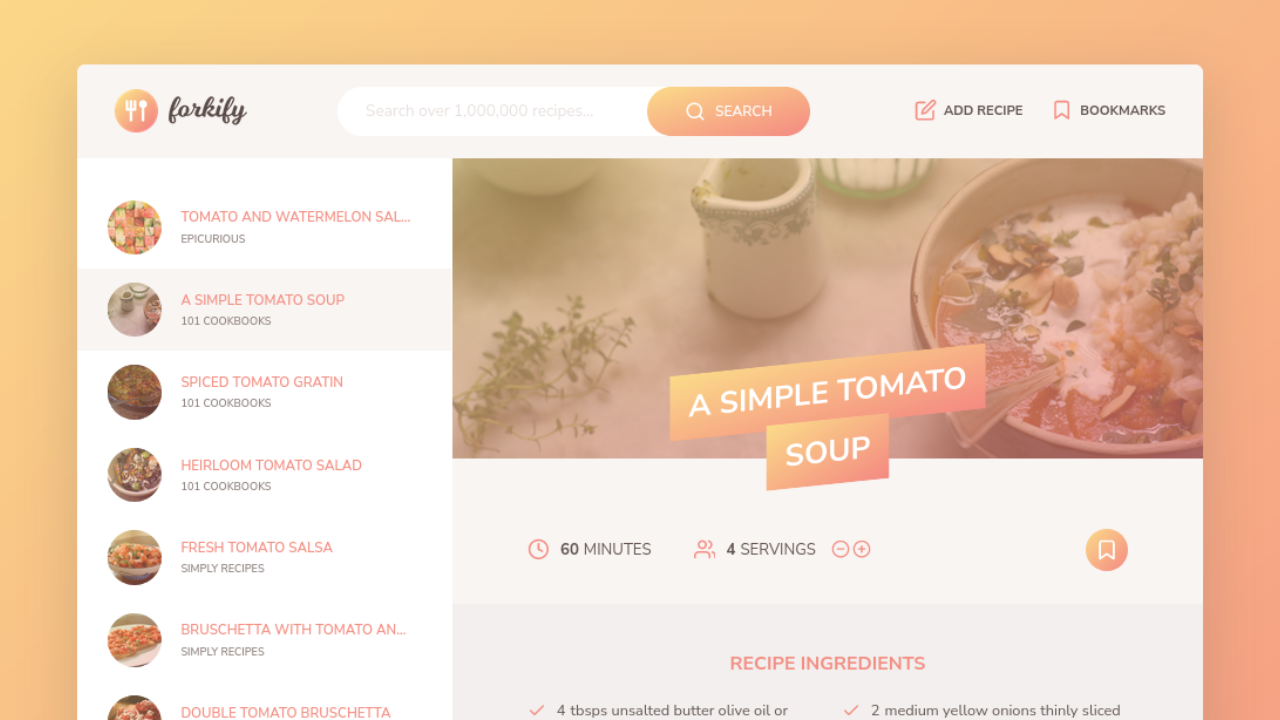 forkify
Search over 1,000,000 recipes...
SEARCH
ADD RECIPE
BOOKMARKS
TOMATO AND WATERMELON SAL...
EPICURIOUS
A SIMPLE TOMATO SOUP
101 COOKBOOKS
SPICED TOMATO GRATIN
101 COOKBOOKS
HEIRLOOM TOMATO SALAD
101 COOKBOOKS
FRESH TOMATO SALSA
SIMPLY RECIPES
BRUSCHETTA WITH TOMATO AN...
SIMPLY RECIPES
DOUBLE TOMATO BRUSCHETTA
A SIMPLE TOMATO
SOUP
60 MINUTES
4 SERVINGS
RECIPE INGREDIENTS
4 tbsps unsalted butter olive oil or
2 medium yellow onions thinly sliced